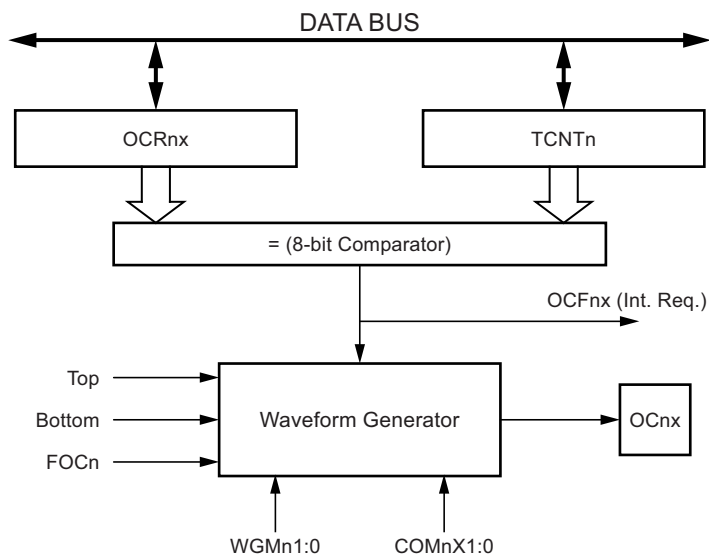 DATA BUS
OCRnx
TCNTn
= (8-bit Comparator)
OCFnx (Int. Req.)
Top
Bottom
FOCn
Waveform Generator
OCnx
WGMn1:0
COMnX1:0